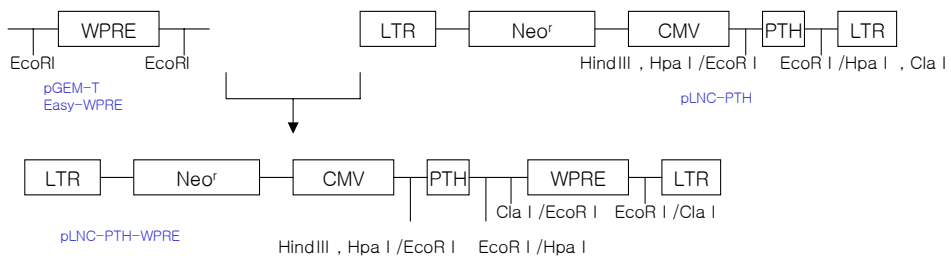 WPRE
EcoRI EcoRI
pGEM-T
Easy-WPRE
LTR Neoʳ CMV PTH LTR
HindIII , Hpa I /EcoR I EcoR I /Hpa I , Cla I
pLNC-PTH
LTR Neoʳ CMV PTH WPRE LTR
Cla I /EcoR I EcoR I /Cla I
pLNC-PTH-WPRE
HindIII , Hpa I /EcoR I EcoR I /Hpa I